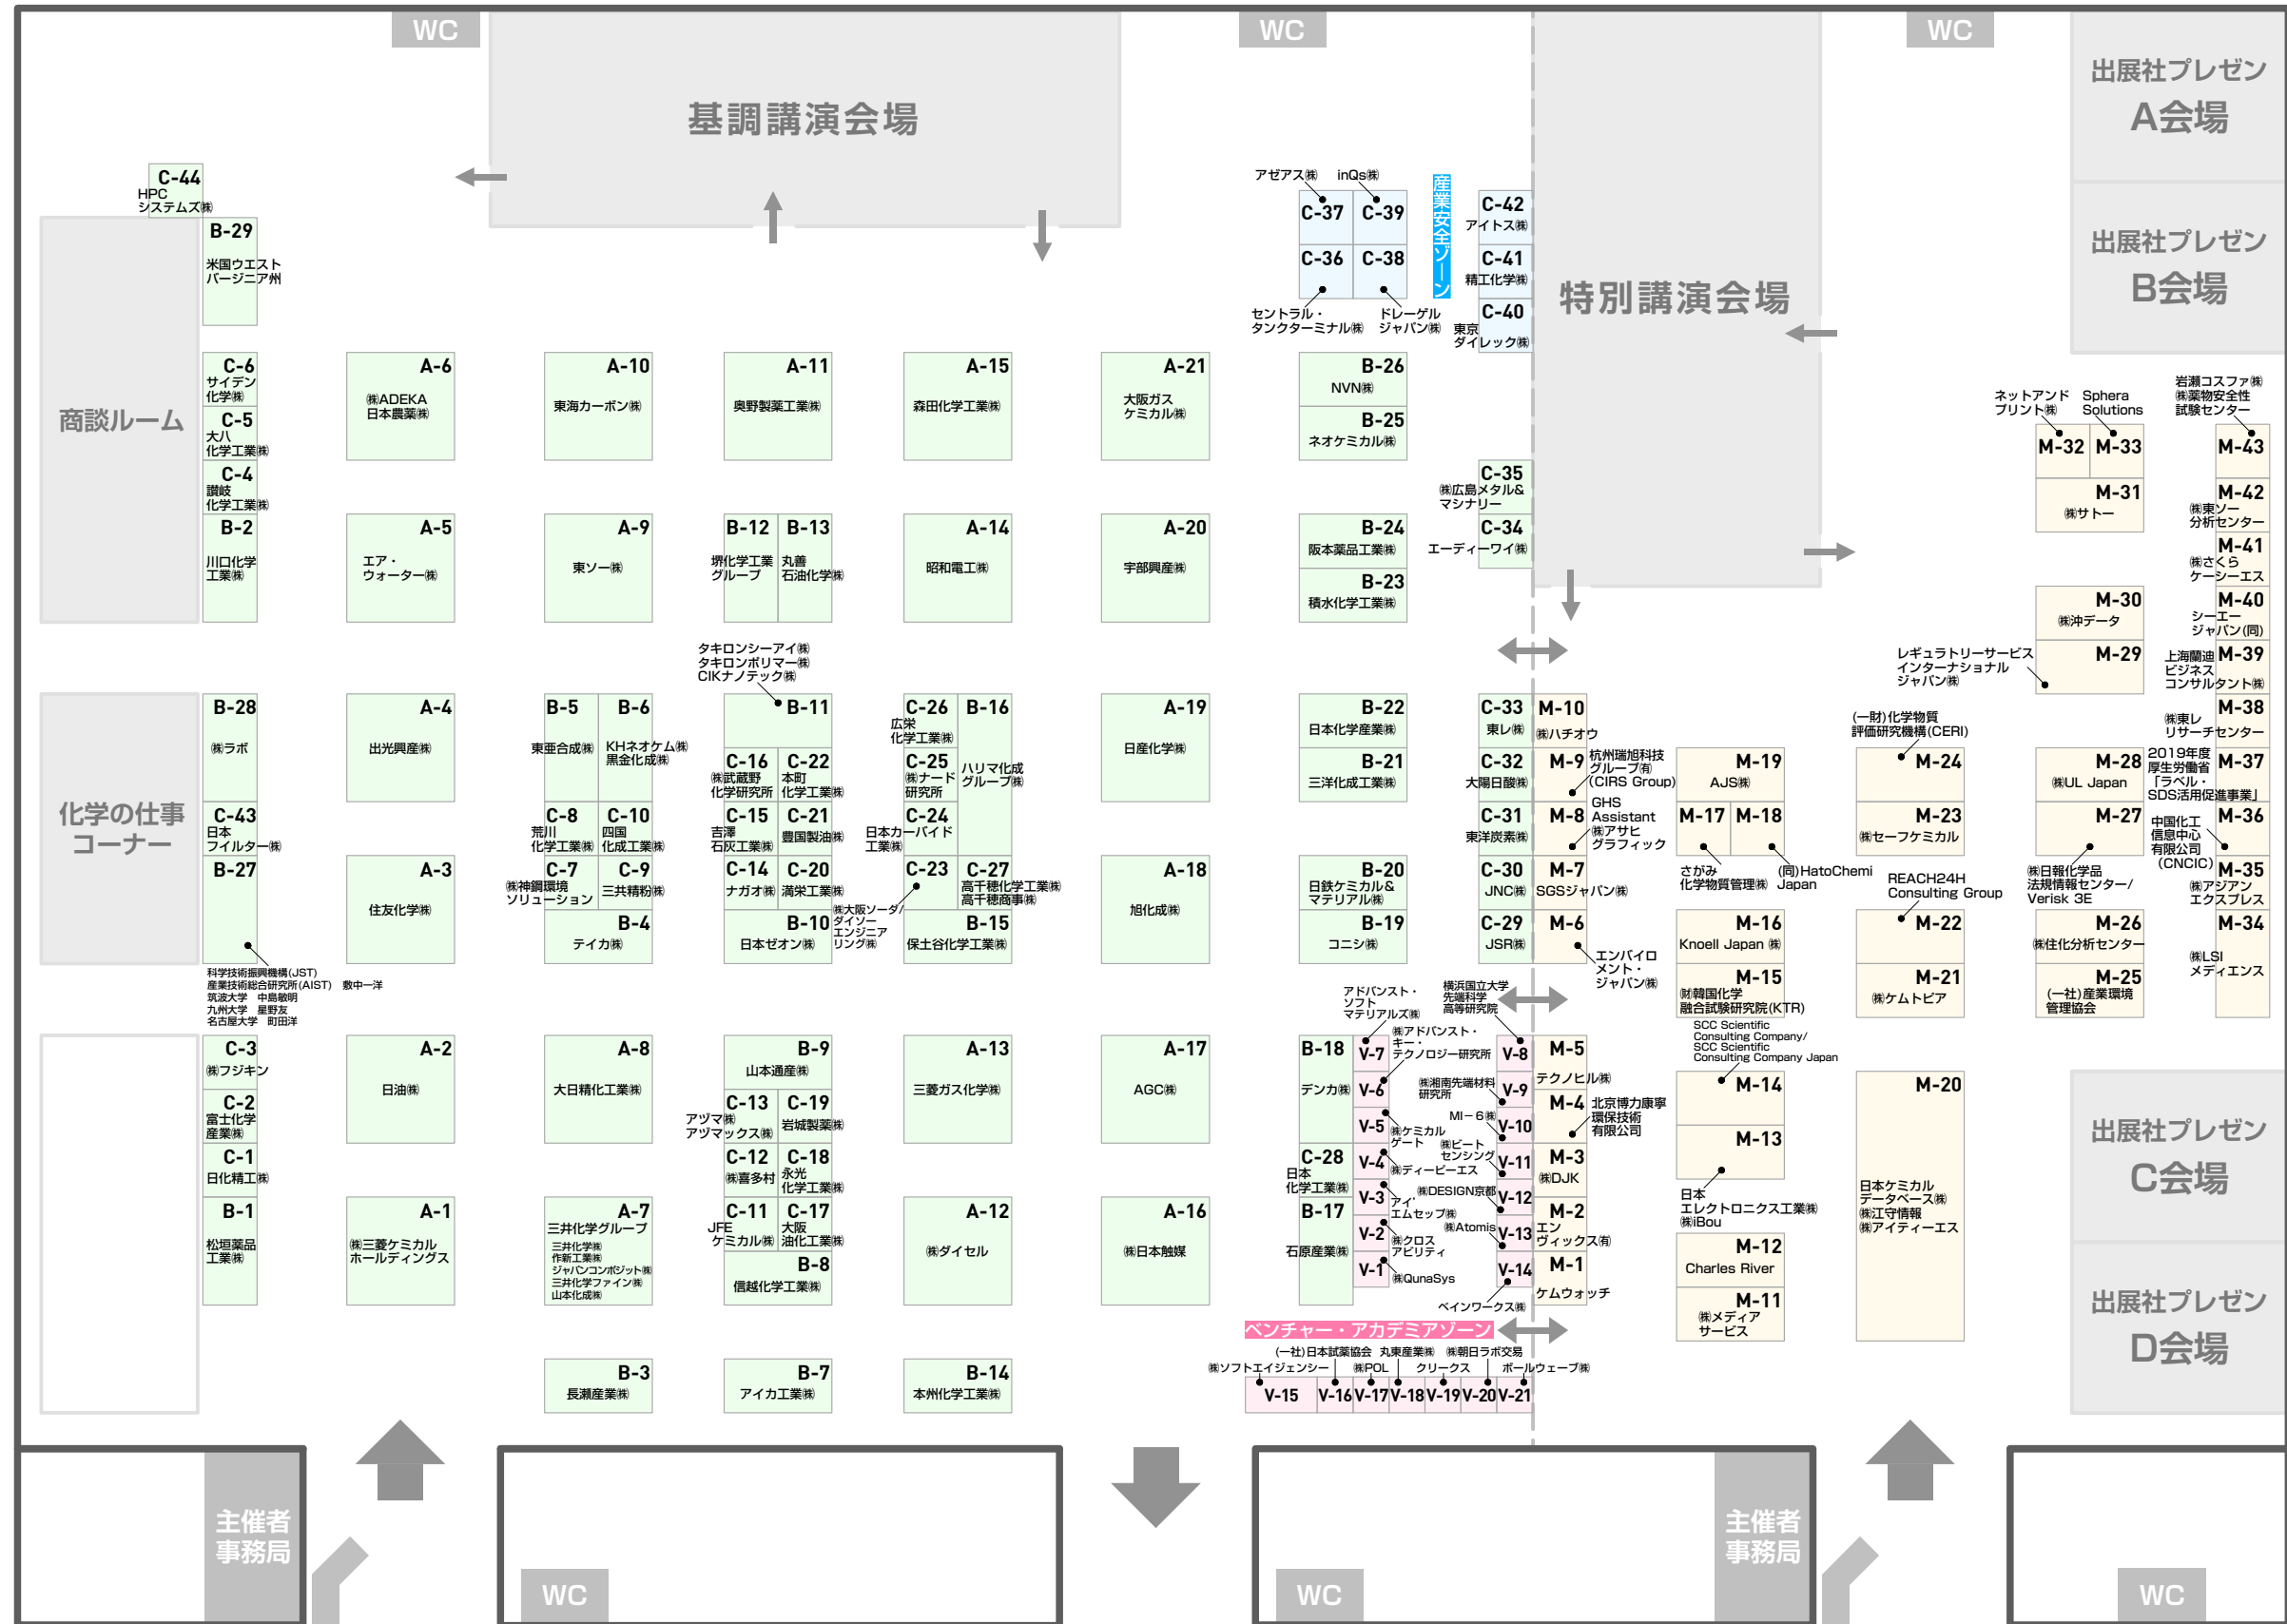 WC
WC
WC
基調講演会場
特別講演会場
出展社プレゼン
A会場
出展社プレゼン
B会場
C-44
HPC
システムズ㈱
B-29
米国ウエスト
バージニア州
商談ルーム
C-6
サイデン
化学㈱
C-5
大八
化学工業㈱
C-4
讃岐
化学工業㈱
B-2
川口化学
工業㈱
A-6
㈱ADEKA
日本農薬㈱
A-5
エア・
ウォーター㈱
A-10
東海カーボン㈱
A-9
東ソー㈱
A-11
奥野製薬工業㈱
B-12
堺化学工業
グループ
B-13
丸善
石油化学㈱
A-15
森田化学工業㈱
A-14
昭和電工㈱
A-21
大阪ガス
ケミカル㈱
A-20
宇部興産㈱
アゼアス㈱
inQs㈱
C-37
C-39
C-36
C-38
セントラル・
タンクターミナル㈱
ドレーゲル
ジャパン㈱
産業安全ゾーン
C-42
アイトス㈱
C-41
精工化学㈱
C-40
東京
ダイレック㈱
B-26
NVN㈱
B-25
ネオケミカル㈱
B-24
阪本薬品工業㈱
B-23
積水化学工業㈱
C-35
㈱広島メタル&
マシナリー
C-34
エーディーワイ㈱
ネットアンド
プリント㈱
Sphera
Solutions
M-32
M-33
M-31
㈱サトー
M-30
㈱沖データ
M-29
レギュラトリーサービス
インターナショナル
ジャパン㈱
岩瀬コスファ㈱
㈱薬物安全性
試験センター
M-43
M-42
㈱東ソー
分析センター
M-41
㈱さくら
ケーシーエス
M-40
シーエー
ジャパン(同)
M-39
上海蘭迪
ビジネス
コンサルタント㈱
M-38
㈱東レ
リサーチセンター
M-37
2019年度
厚生労働省
「ラベル・
SDS活用促進事業」
M-36
中国化工
信息中心
有限公司
(CNCIC)
M-35
㈱アジアン
エクスプレス
M-34
㈱LSI
メディエンス
化学の仕事
コーナー
B-28
㈱ラボ
C-43
日本
フイルター㈱
B-27
科学技術振興機構(JST)
産業技術総合研究所(AIST)　敷中一洋
筑波大学　中島敏明
九州大学　星野友
名古屋大学　町田洋
A-4
出光興産㈱
A-3
住友化学㈱
B-5
東亜合成㈱
B-6
KHネオケム㈱
黒金化成㈱
C-8
荒川
化学工業㈱
C-10
四国
化成工業㈱
C-7
㈱神鋼環境
ソリューション
C-9
三共精粉㈱
B-4
テイカ㈱
タキロンシーアイ㈱
タキロンポリマー㈱
CIKナノテック㈱
B-11
C-16
㈱武蔵野
化学研究所
C-22
本町
化学工業㈱
C-15
吉澤
石灰工業㈱
C-21
豊国製油㈱
C-14
ナガオ㈱
C-20
満栄工業㈱
B-10
日本ゼオン㈱
C-26
広栄
化学工業㈱
B-16
ハリマ化成
グループ㈱
C-25
㈱ナード
研究所
C-24
日本カーバイド
工業㈱
C-23
㈱大阪ソーダ/
ダイソー
エンジニア
リング㈱
C-27
高千穂化学工業㈱
高千穂商事㈱
B-15
保土谷化学工業㈱
A-19
日産化学㈱
A-18
旭化成㈱
B-22
日本化学産業㈱
B-21
三洋化成工業㈱
B-20
日鉄ケミカル&
マテリアル㈱
B-19
コニシ㈱
C-33
東レ㈱
C-32
大陽日酸㈱
C-31
東洋炭素㈱
C-30
JNC㈱
C-29
JSR㈱
M-10
㈱ハチオウ
M-9
杭州瑞旭科技
グループ㈲
(CIRS Group)
M-8
GHS
Assistant
㈱アサヒ
グラフィック
M-7
SGSジャパン㈱
M-6
エンバイロ
メント・
ジャパン㈱
M-19
AJS㈱
M-17
M-18
さがみ
化学物質管理㈱
(同)HatoChemi
Japan
M-16
Knoell Japan ㈱
M-15
㈶韓国化学
融合試験研究院(KTR)
(一財)化学物質
評価研究機構(CERI)
M-24
M-23
㈱セーフケミカル
REACH24H
Consulting Group
M-22
M-21
㈱ケムトピア
M-28
㈱UL Japan
M-27
㈱日報化学品
法規情報センター/
Verisk 3E
M-26
㈱住化分析センター
M-25
(一社)産業環境
管理協会
C-3
㈱フジキン
C-2
富士化学
産業㈱
C-1
日化精工㈱
B-1
松垣薬品
工業㈱
A-2
日油㈱
A-1
㈱三菱ケミカル
ホールディングス
A-8
大日精化工業㈱
A-7
三井化学グループ
三井化学㈱
作新工業㈱
ジャパンコンポジット㈱
三井化学ファイン㈱
山本化成㈱
B-9
山本通産㈱
C-13
アヅマ㈱
アヅマックス㈱
C-19
岩城製薬㈱
C-12
㈱喜多村
C-18
永光
化学工業㈱
C-11
JFE
ケミカル㈱
C-17
大阪
油化工業㈱
B-8
信越化学工業㈱
A-13
三菱ガス化学㈱
A-12
㈱ダイセル
A-17
AGC㈱
A-16
㈱日本触媒
B-18
デンカ㈱
C-28
日本
化学工業㈱
B-17
石原産業㈱
アドバンスト・
ソフト
マテリアルズ㈱
V-7
㈱アドバンスト・
キー・
テクノロジー研究所
V-6
V-5
㈱ケミカル
ゲート
V-4
㈱ディーピーエス
V-3
アイ'
エムセップ㈱
V-2
㈱クロス
アビリティ
V-1
㈱QunaSys
横浜国立大学
先端科学
高等研究院
V-8
㈱湘南先端材料
研究所
V-9
MI－6㈱
V-10
㈱ビート
センシング
V-11
㈱DESIGN京都
V-12
㈱Atomis
V-13
V-14
ペインワークス㈱
M-5
テクノヒル㈱
M-4
北京博力康寧
環保技術
有限公司
M-3
㈱DJK
M-2
エン
ヴィックス㈲
M-1
ケムウォッチ
SCC Scientific
Consulting Company/
SCC Scientific
Consulting Company Japan
M-14
M-13
日本
エレクトロニクス工業㈱
㈱iBou
M-12
Charles River
M-11
㈱メディア
サービス
M-20
日本ケミカル
データベース㈱
㈱江守情報
㈱アイティーエス
出展社プレゼン
C会場
出展社プレゼン
D会場
ベンチャー・アカデミアゾーン
(一社)日本試薬協会
丸東産業㈱
㈱朝日ラボ交易
㈱ソフトエイジェンシー
㈱POL
クリークス
ボールウェーブ㈱
V-15
V-16
V-17
V-18
V-19
V-20
V-21
B-3
長瀬産業㈱
B-7
アイカ工業㈱
B-14
本州化学工業㈱
主催者
事務局
WC
WC
主催者
事務局
WC